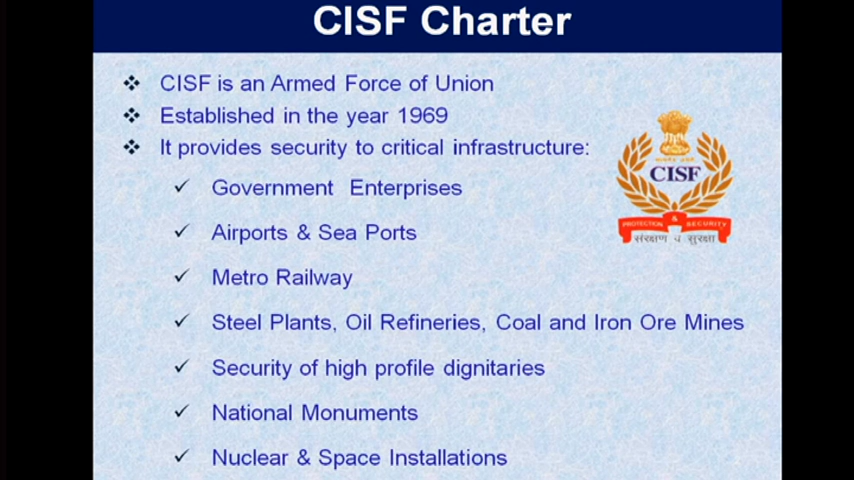 CISF Charter
CISF is an Armed Force of Union
Established in the year 1969
It provides security to critical infrastructure:
Government Enterprises
Airports & Sea Ports
Metro Railway
Steel Plants, Oil Refineries, Coal and Iron Ore Mines
Security of high profile dignitaries
National Monuments
Nuclear & Space Installations
CISF
PROTECTION & SECURITY
संरक्षण व सुरक्षा